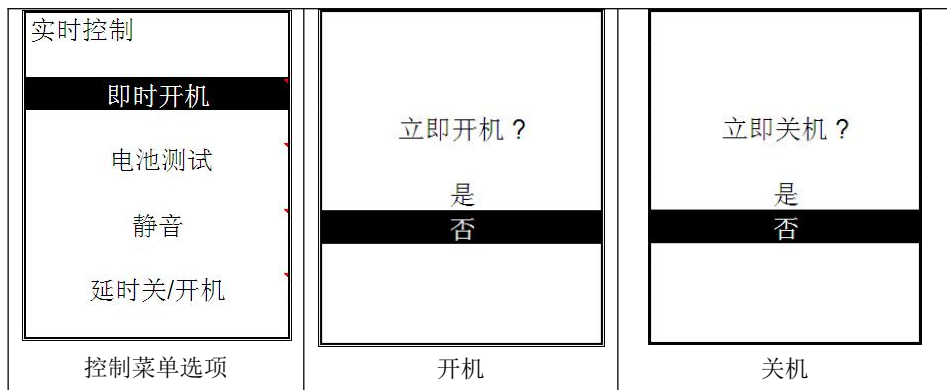 实时控制
即时开机
电池测试
静音
延时关/开机
控制菜单选项
立即开机？
是
否
开机
立即关机？
是
否
关机